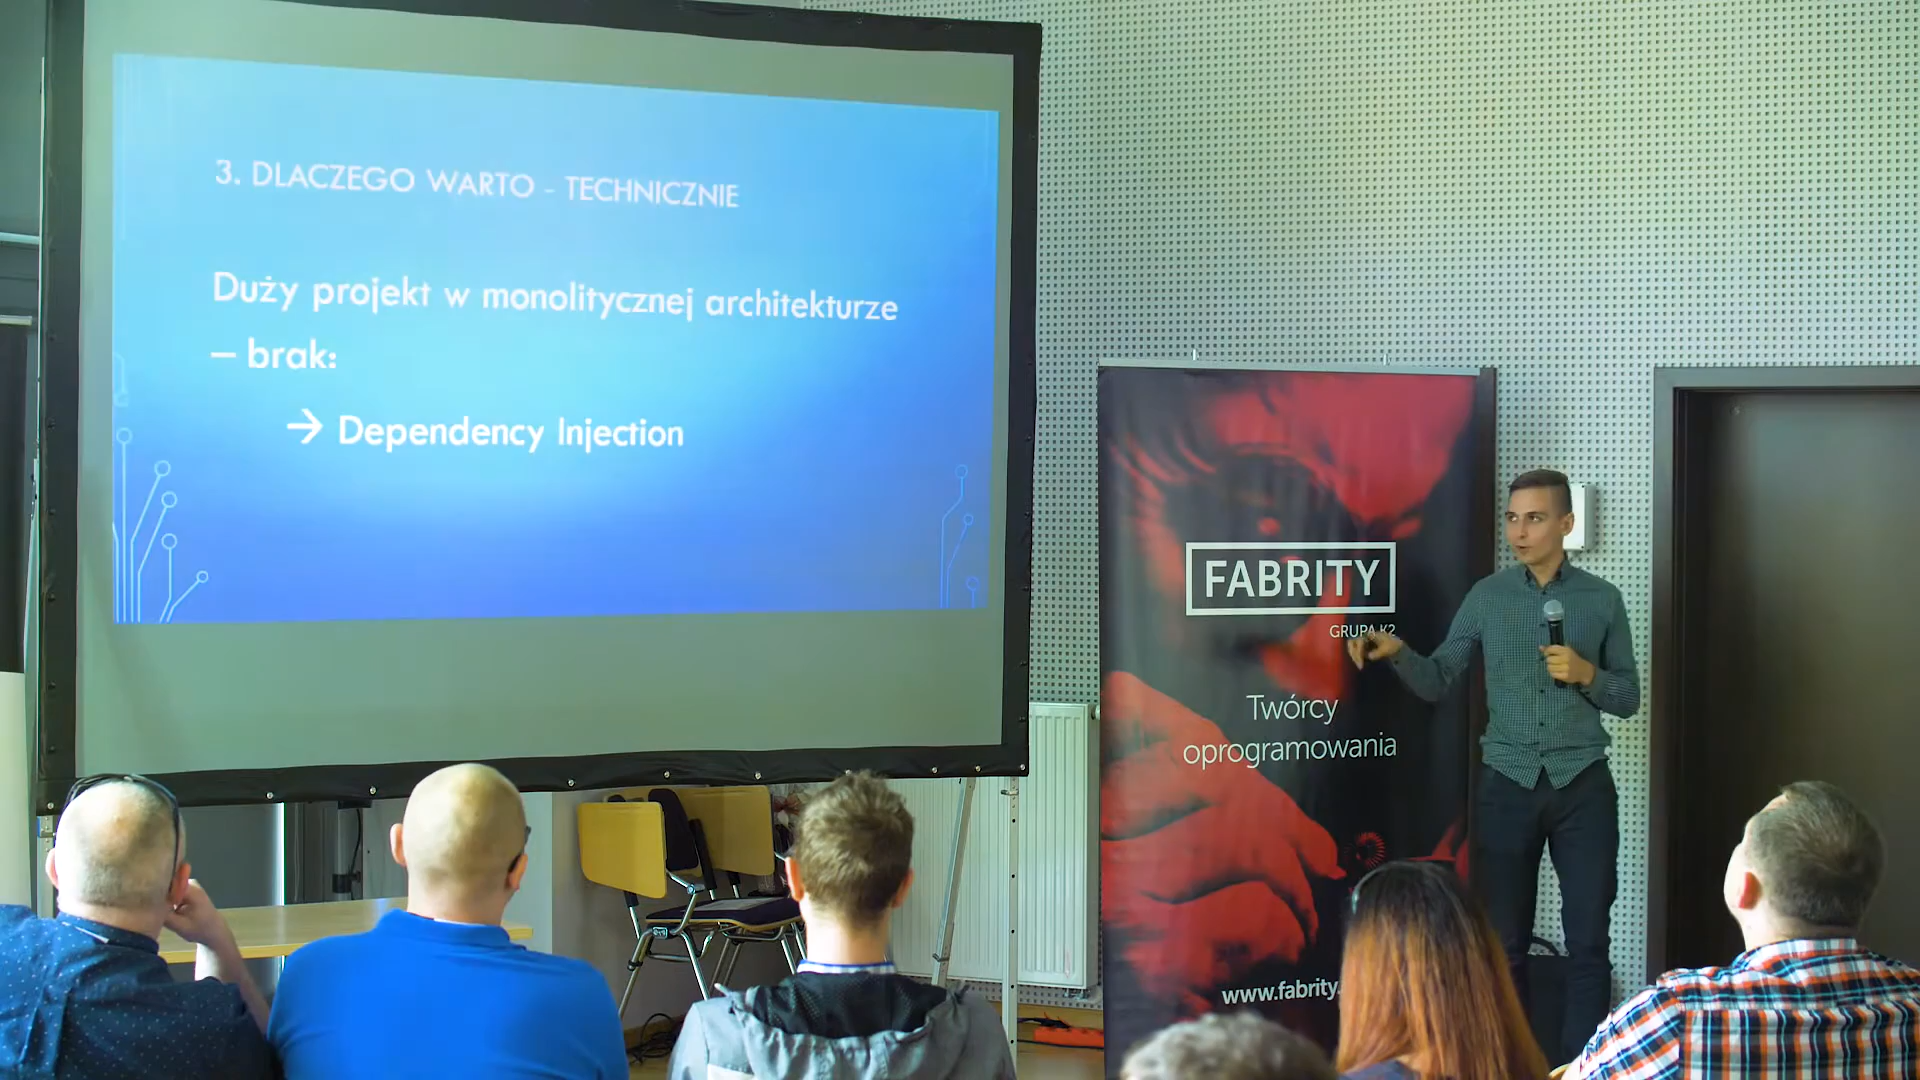 3. DLACZEGO WARTO - TECHNICZNIE
Duży projekt w monolitycznej architekturze
– brak:
→ Dependency Injection
FABRITY
GRUPA K2
Twórcy
oprogramowania
www.fabrity.